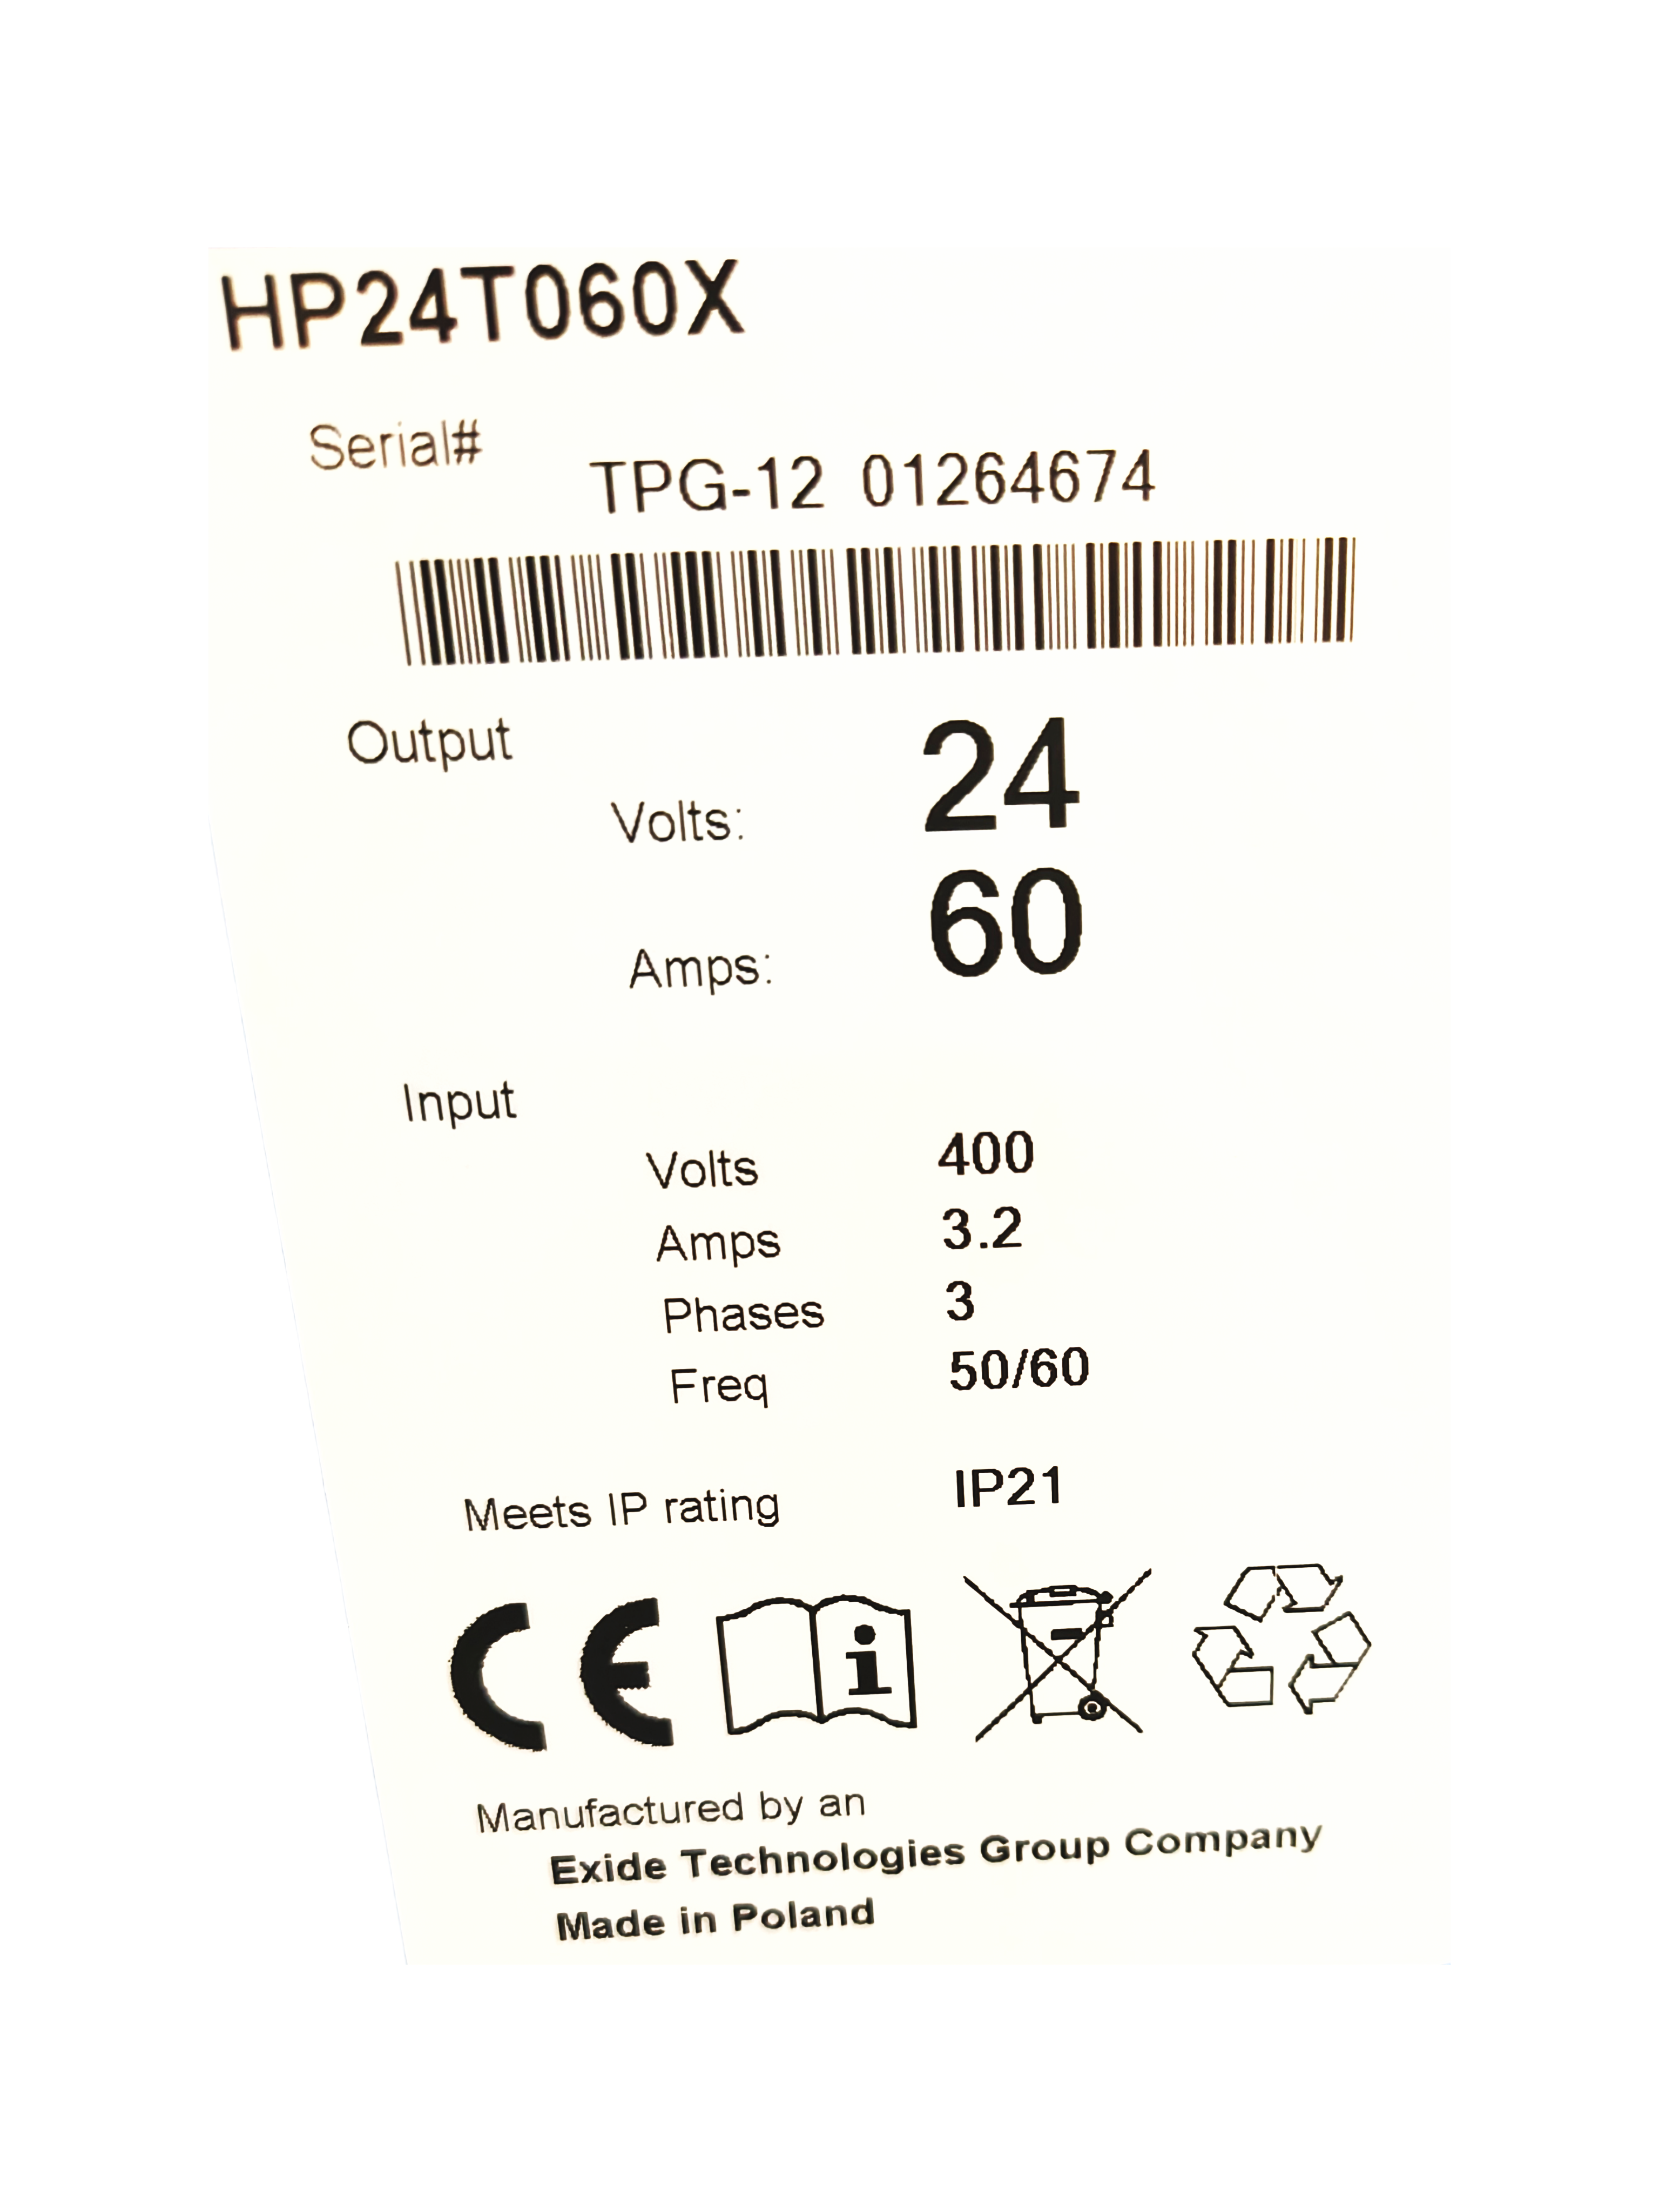 HP24T060X
Serial#
TPG-12 01264674
Output
Volts: 24
Amps: 60
Input
Volts 400
Amps 3.2
Phases 3
Freq 50/60
Meets IP rating IP21
CE
i
Manufactured by an
Exide Technologies Group Company
Made in Poland